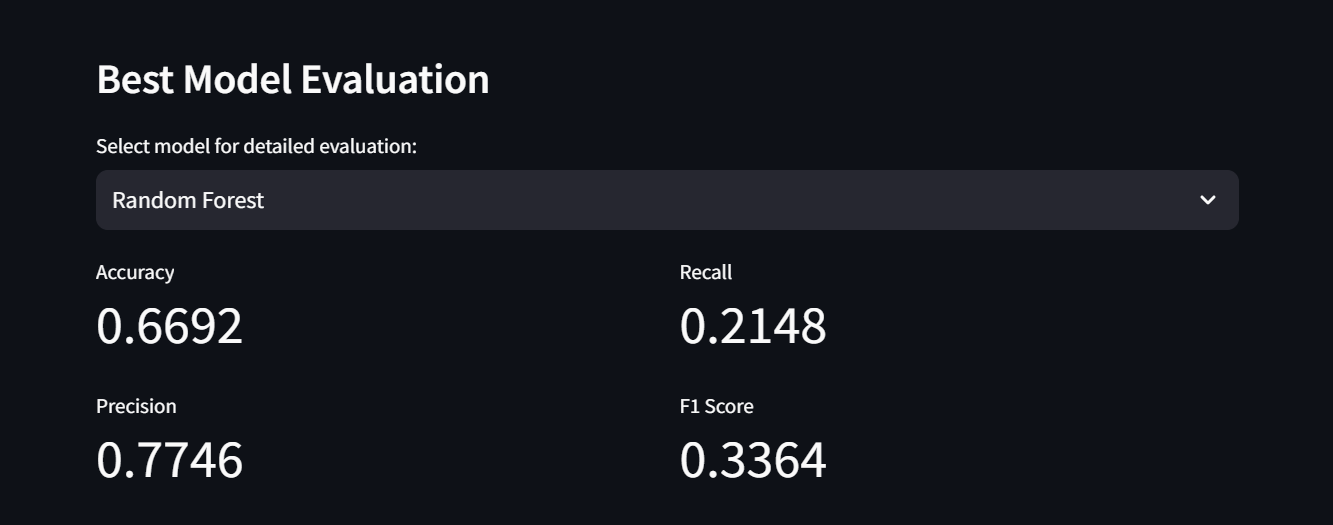 Best Model Evaluation
Select model for detailed evaluation:
Random Forest
Accuracy
0.6692
Recall
0.2148
Precision
0.7746
F1 Score
0.3364